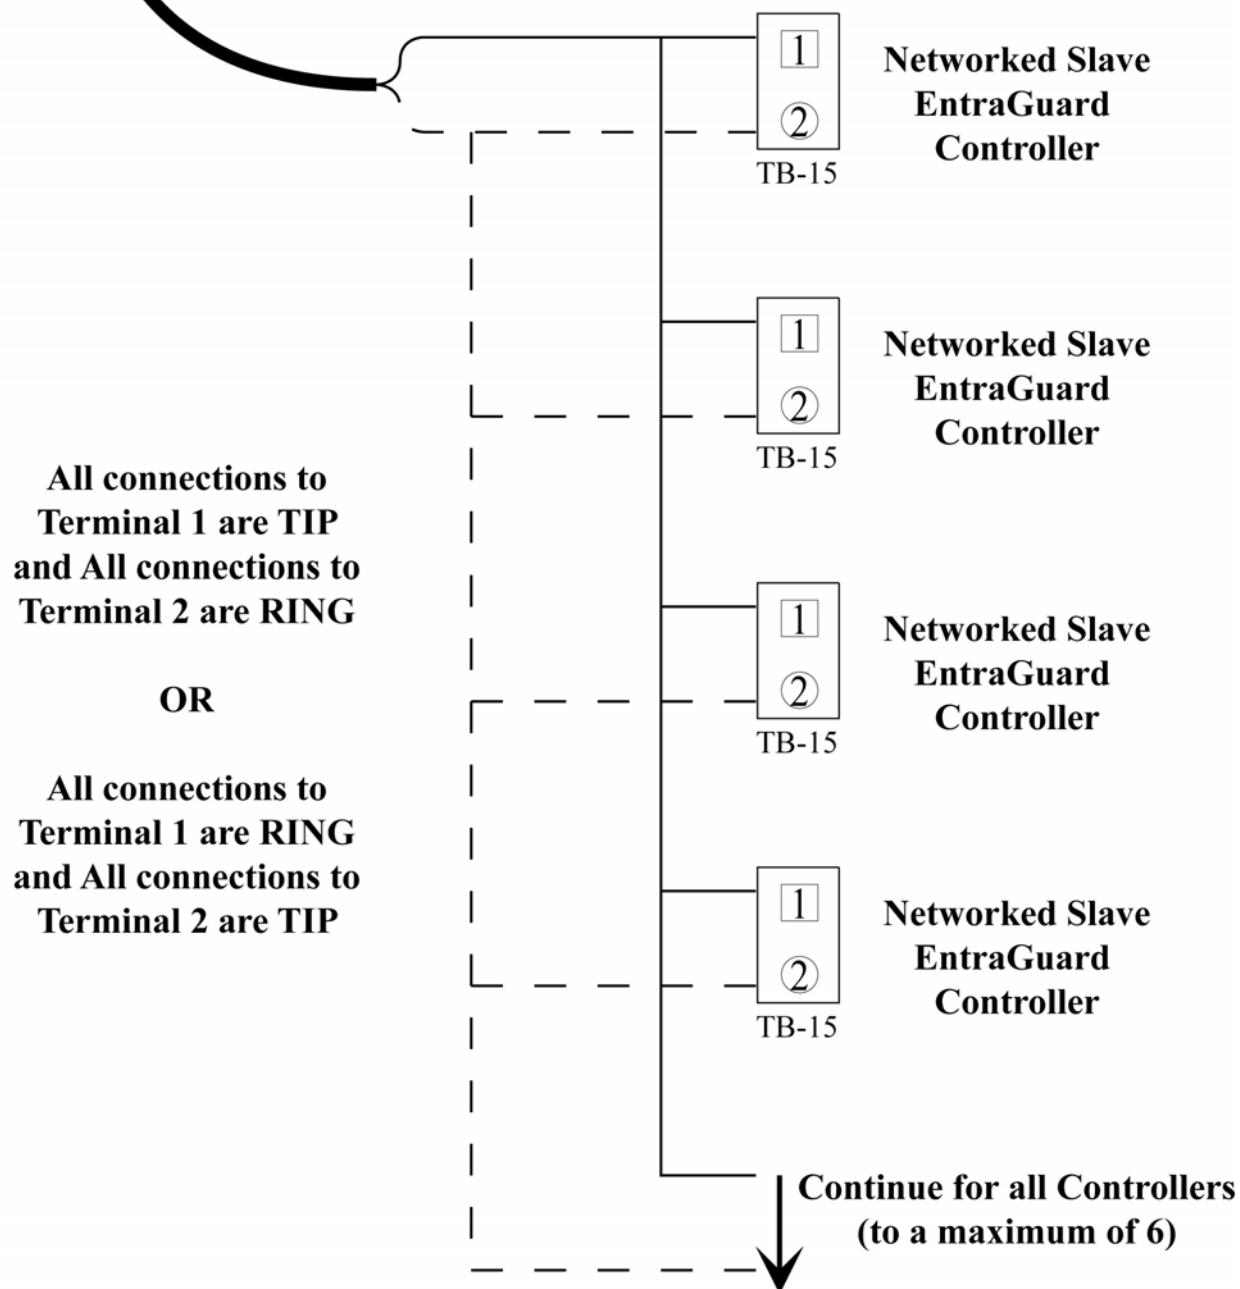 1
2
TB-15
Networked Slave
EntraGuard
Controller
1
2
TB-15
Networked Slave
EntraGuard
Controller
All connections to
Terminal 1 are TIP
and All connections to
Terminal 2 are RING
OR
All connections to
Terminal 1 are RING
and All connections to
Terminal 2 are TIP
1
2
TB-15
Networked Slave
EntraGuard
Controller
1
2
TB-15
Networked Slave
EntraGuard
Controller
Continue for all Controllers
(to a maximum of 6)